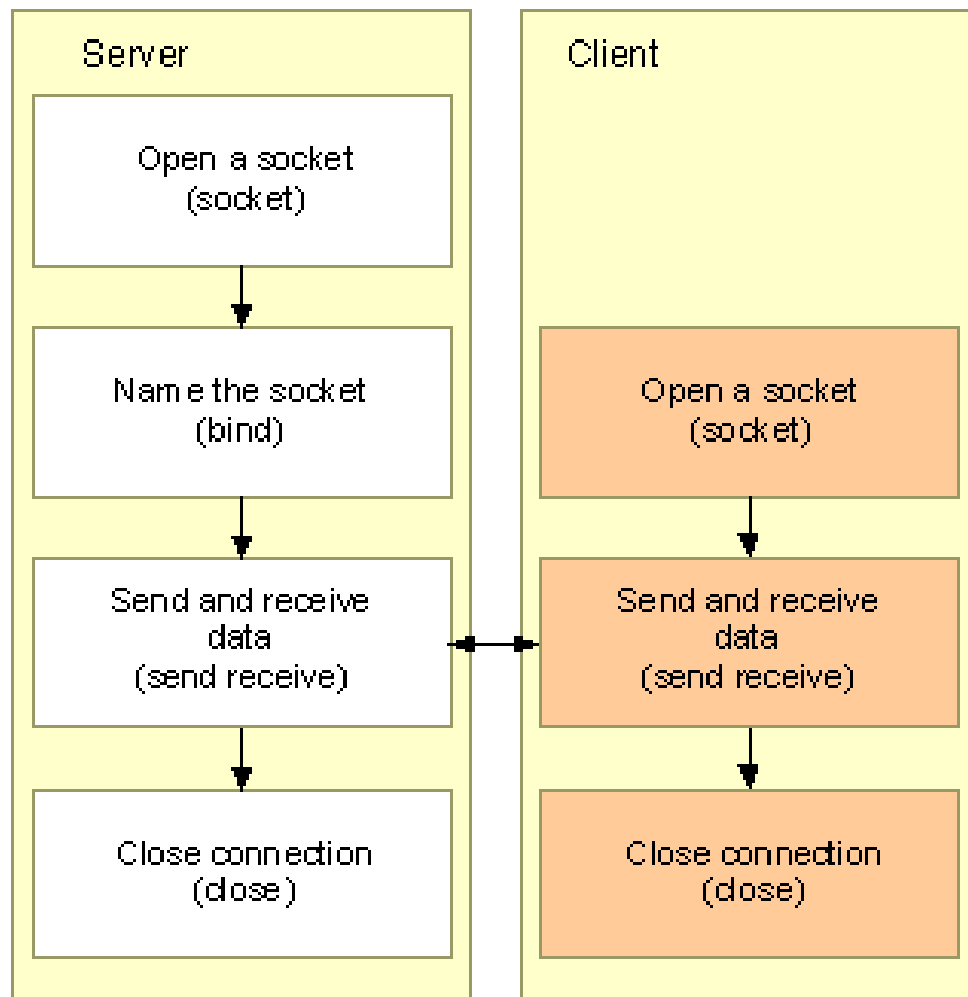 Server
Open a socket
(socket)
Name the socket
(bind)
Send and receive
data
(send receive)
Close connection
(close)
Client
Open a socket
(socket)
Send and receive
data
(send receive)
Close connection
(close)